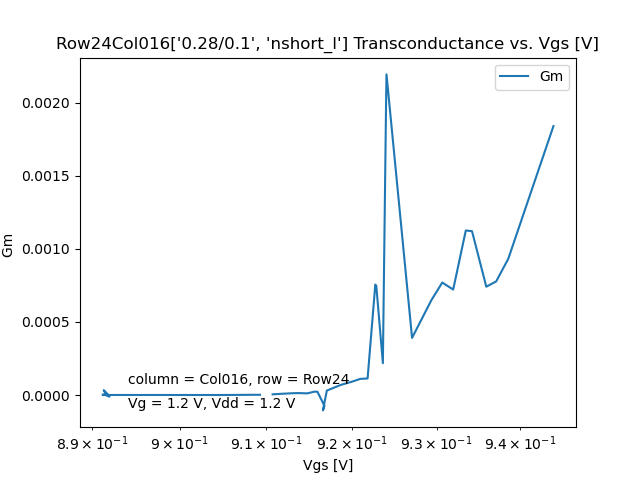 Row24Col016['0.28/0.1', 'nshort_l'] Transconductance vs. Vgs [V]
Gm
0.0020
0.0015
0.0010
0.0005
0.0000
Gm
column = Col016, row = Row24
Vg = 1.2 V, Vdd = 1.2 V
8.9 × 10⁻¹ 9 × 10⁻¹ 9.1 × 10⁻¹ 9.2 × 10⁻¹ 9.3 × 10⁻¹ 9.4 × 10⁻¹
Vgs [V]